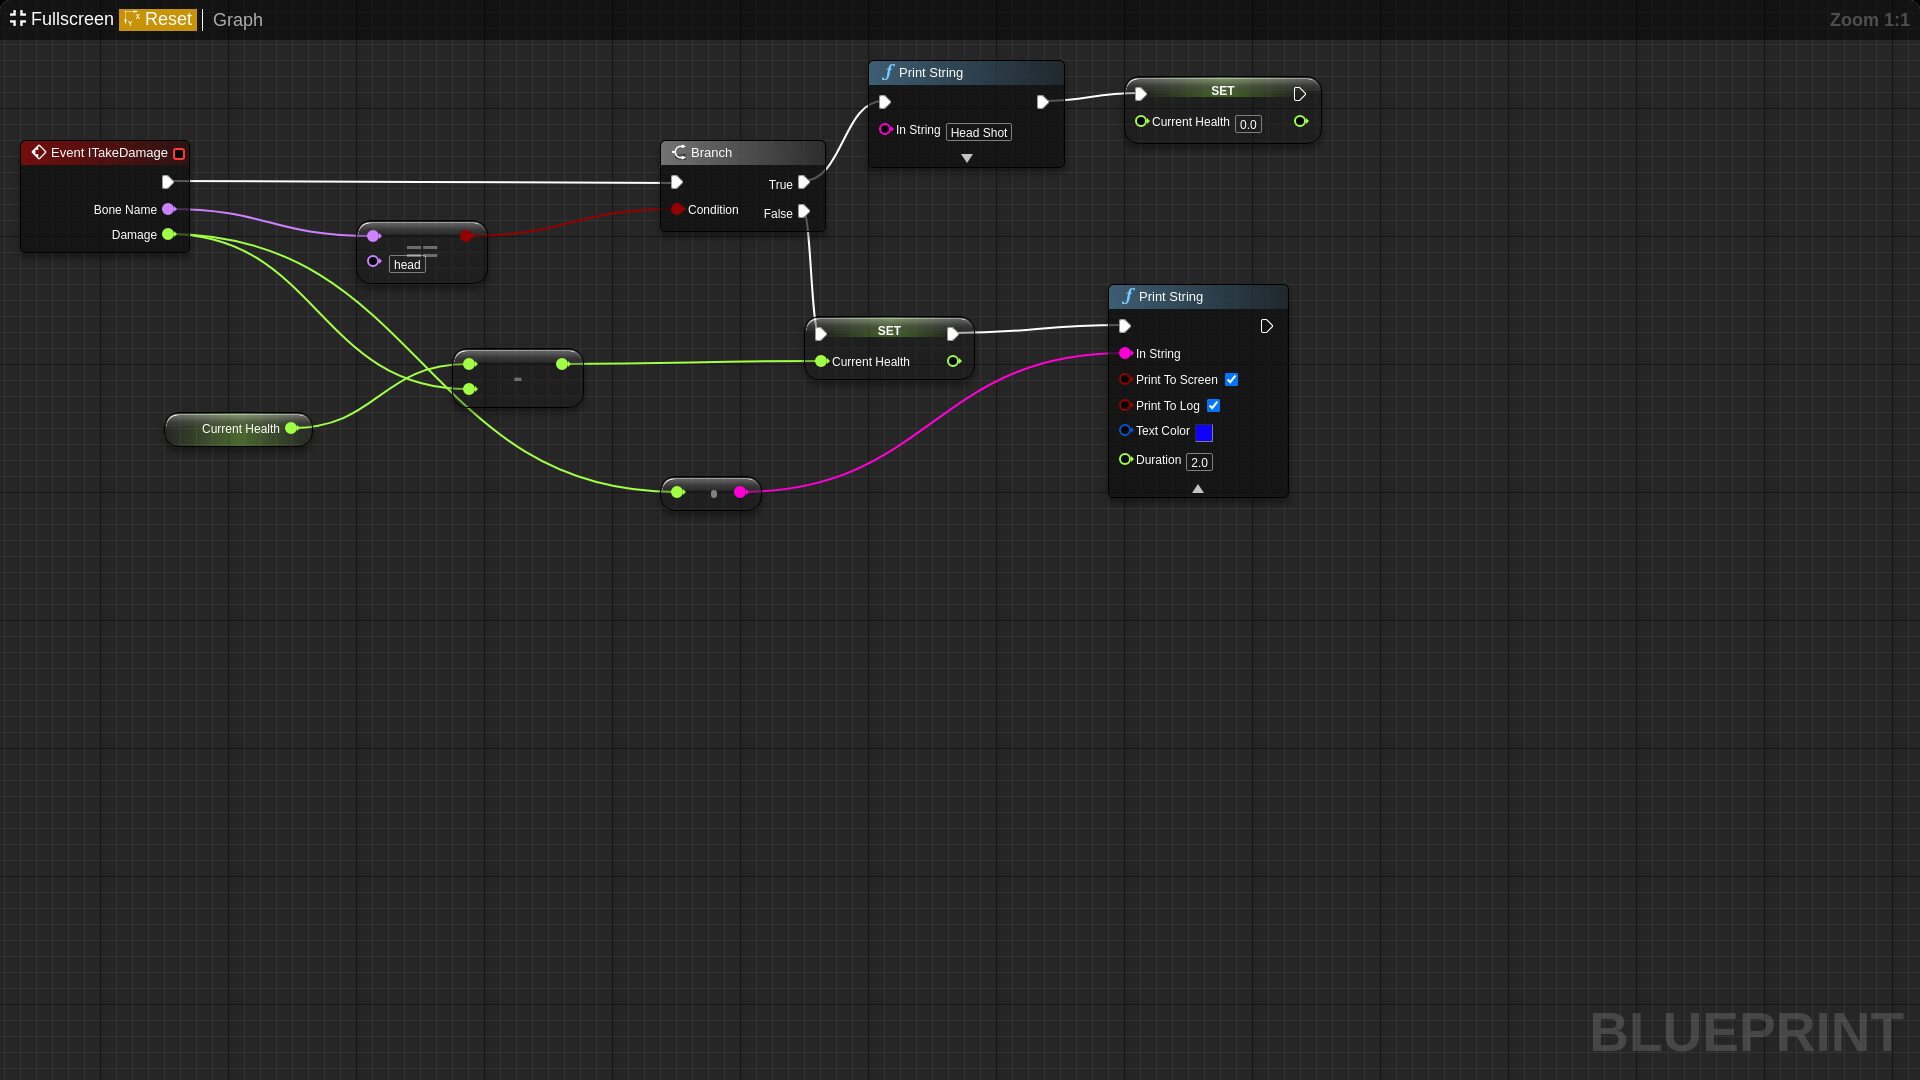 Fullscreen Reset Graph Zoom 1:1
Print String
In String Head Shot
SET
Current Health 0.0
Event ITakeDamage
Bone Name
Damage
Branch
True
Condition
False
==
head
SET
Current Health
-
Current Health
Print String
In String
Print To Screen
Print To Log
Text Color
Duration 2.0
BLUEPRINT